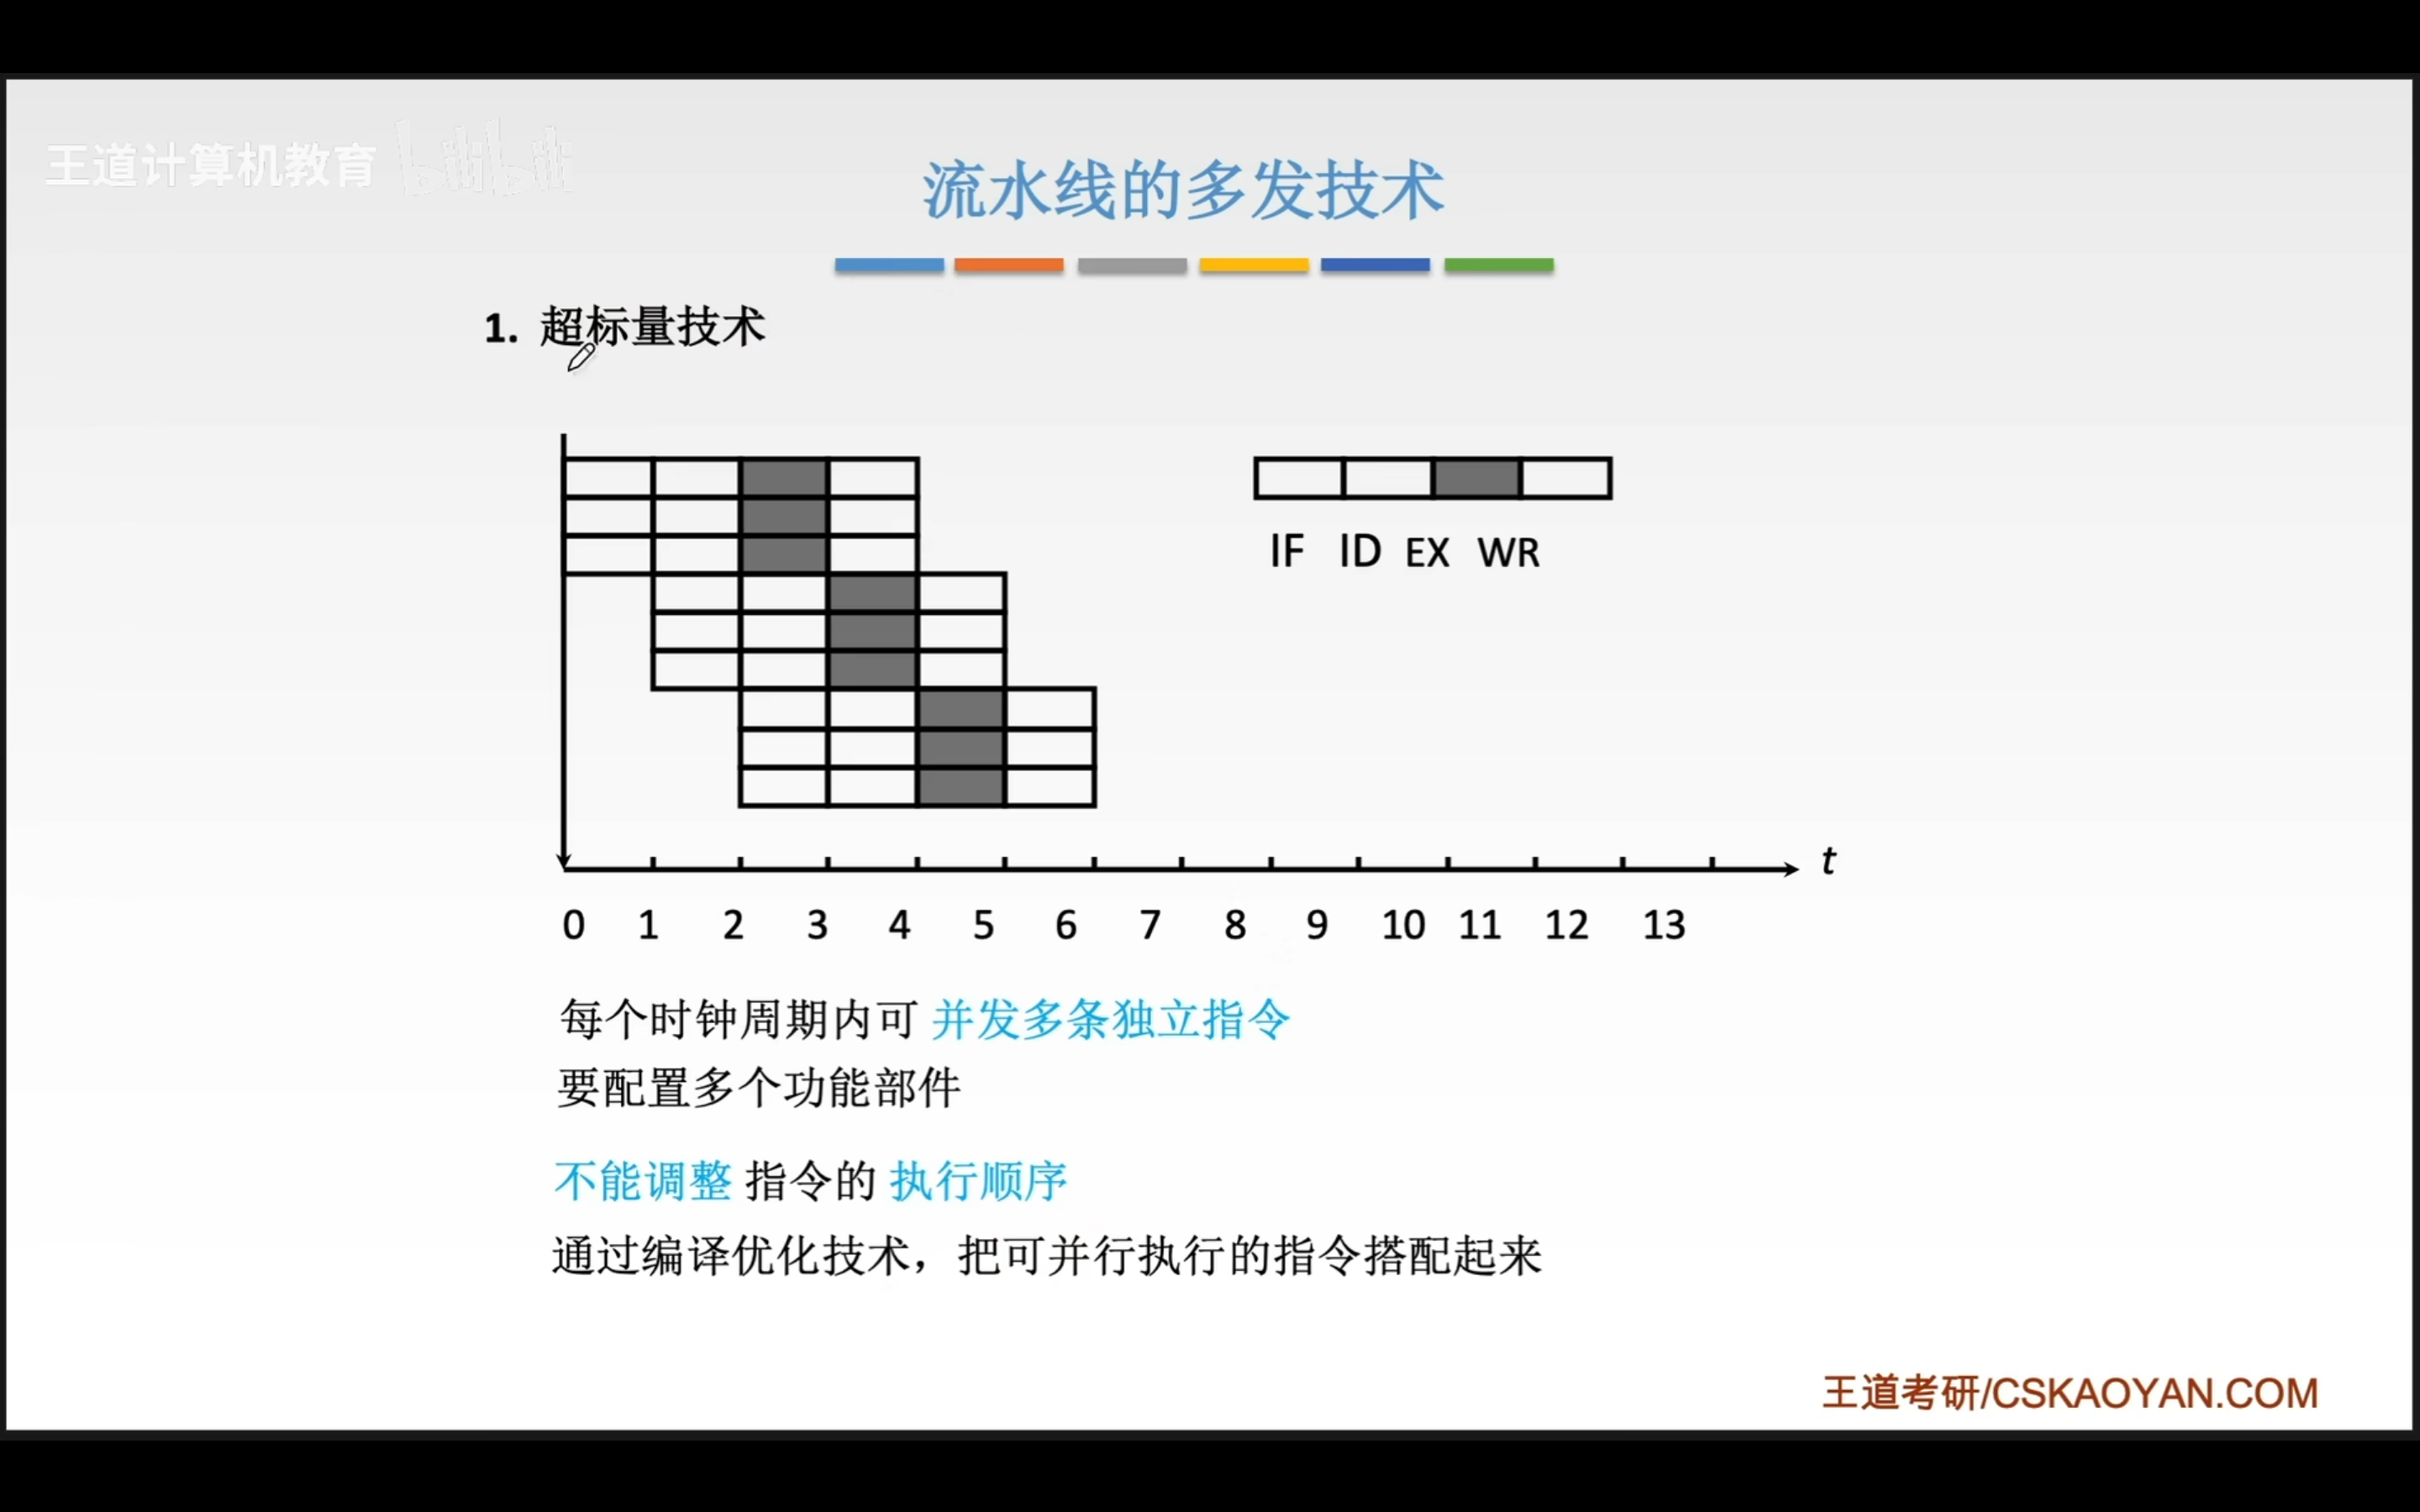 王道计算机教育 bilibili
流水线的多发技术
1. 超标量技术
IF ID EX WR
t
0 1 2 3 4 5 6 7 8 9 10 11 12 13
每个时钟周期内可 并发多条独立指令
要配置多个功能部件
不能调整 指令的 执行顺序
通过编译优化技术，把可并行执行的指令搭配起来
王道考研/CSKAOYAN.COM